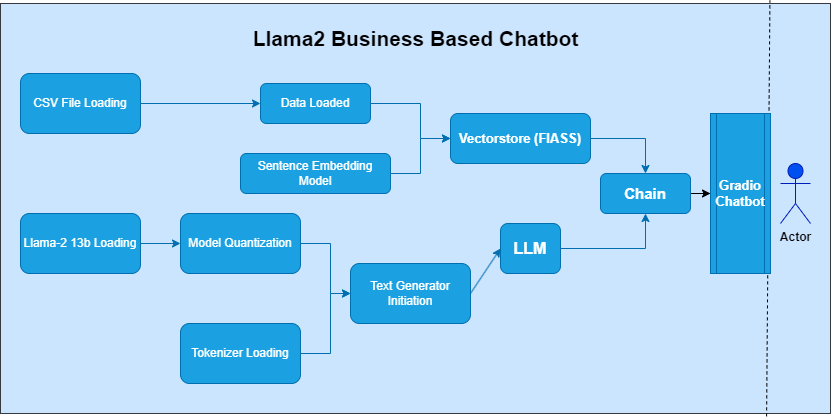 Llama2 Business Based Chatbot
CSV File Loading
Data Loaded
Vectorstore (FIASS)
Sentence Embedding
Model
Chain
Gradio
Chatbot
Actor
Llama-2 13b Loading
Model Quantization
LLM
Text Generator
Initiation
Tokenizer Loading